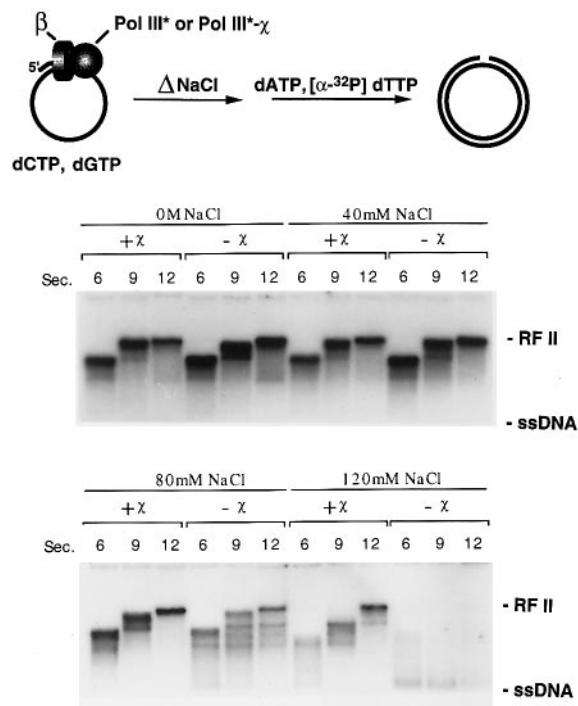 β
Pol III* or Pol III*-χ
5'
Δ NaCl
dATP, [α-³²P] dTTP
dCTP, dGTP
0M NaCl 40mM NaCl
+χ - χ +χ - χ
Sec. 6 9 12 6 9 12 6 9 12 6 9 12
- RF II
- ssDNA
80mM NaCl 120mM NaCl
+χ - χ +χ - χ
Sec. 6 9 12 6 9 12 6 9 12 6 9 12
- RF II
- ssDNA